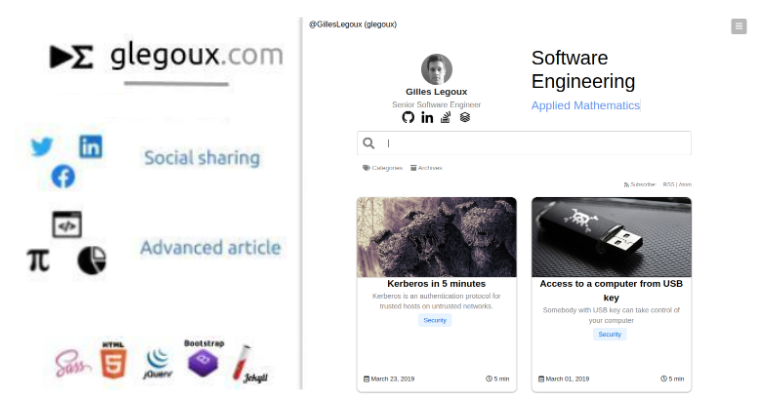 glegoux.com
Social sharing
</>
Advanced article
π
Sass
HTML
5
jQuery
Bootstrap
Jekyll
@GillesLegoux (glegoux)
Gilles Legoux
Senior Software Engineer
in
Software
Engineering
Applied Mathematics
Categories Archives
Subscribe RSS | Atom
Kerberos in 5 minutes
Kerberos is an authentication protocol for
trusted hosts on untrusted networks.
Security
March 23, 2019 5 min
Access to a computer from USB
key
Somebody with USB key can take control of
your computer
Security
March 01, 2019 5 min